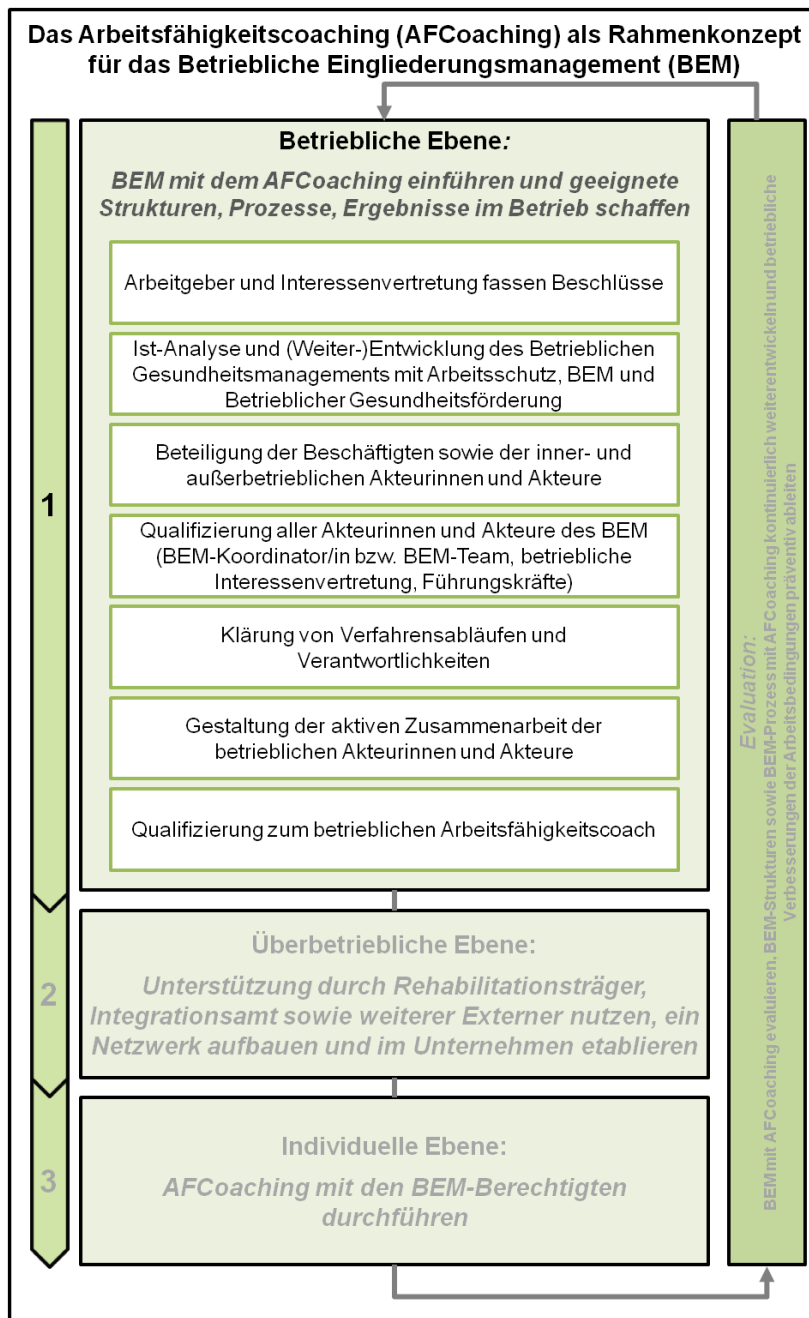 Das Arbeitsfähigkeitscoaching (AFCoaching) als Rahmenkonzept
für das Betriebliche Eingliederungsmanagement (BEM)
1
Betriebliche Ebene:
BEM mit dem AFCoaching einführen und geeignete
Strukturen, Prozesse, Ergebnisse im Betrieb schaffen
Arbeitgeber und Interessenvertretung fassen Beschlüsse
Ist-Analyse und (Weiter-)Entwicklung des Betrieblichen
Gesundheitsmanagements mit Arbeitsschutz, BEM und
Betrieblicher Gesundheitsförderung
Beteiligung der Beschäftigten sowie der inner- und
außerbetrieblichen Akteurinnen und Akteure
Qualifizierung aller Akteurinnen und Akteure des BEM
(BEM-Koordinator/in bzw. BEM-Team, betriebliche
Interessenvertretung, Führungskräfte)
Klärung von Verfahrensabläufen und
Verantwortlichkeiten
Gestaltung der aktiven Zusammenarbeit der
betrieblichen Akteurinnen und Akteure
Qualifizierung zum betrieblichen Arbeitsfähigkeitscoach
2
Überbetriebliche Ebene:
Unterstützung durch Rehabilitationsträger,
Integrationsamt sowie weiterer Externer nutzen, ein
Netzwerk aufbauen und im Unternehmen etablieren
3
Individuelle Ebene:
AFCoaching mit den BEM-Berechtigten
durchführen
Evaluation:
BEM mit AFCoaching evaluieren, BEM-Strukturen sowie BEM-Prozess mit AFCoaching kontinuierlich weiterentwickeln und betriebliche
Verbesserungen der Arbeitsbedingungen präventiv ableiten